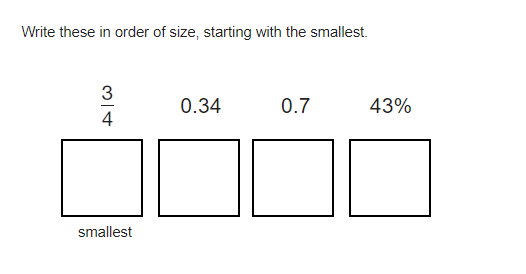 Write these in order of size, starting with the smallest.
3/4 0.34 0.7 43%
smallest